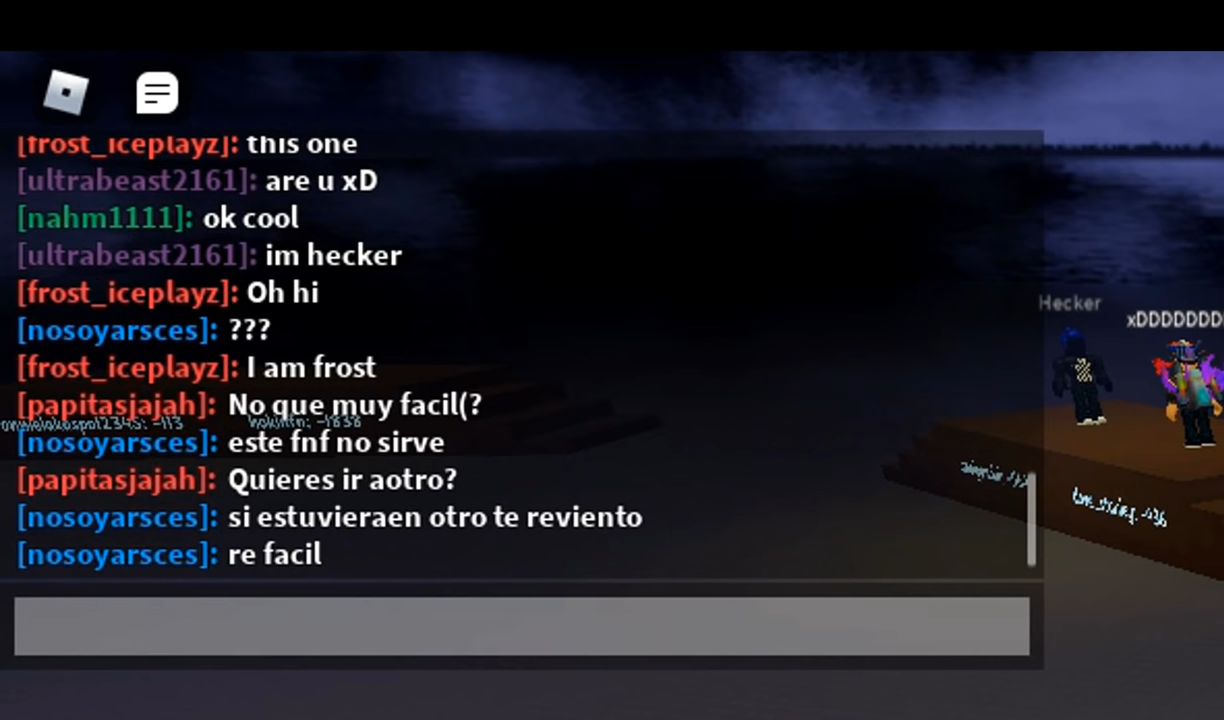 [frost_iceplayz]: this one
[ultrabeast2161]: are u xD
[nahm1111]: ok cool
[ultrabeast2161]: im hecker
[frost_iceplayz]: Oh hi
[nosoyarsces]: ???
[frost_iceplayz]: I am frost
[papitasjajah]: No que muy facil(?
[nosoyarsces]: este fnf no sirve
[papitasjajah]: Quieres ir aotro?
[nosoyarsces]: si estuvieraen otro te reviento
[nosoyarsces]: re facil
Hecker
xDDDDDDD